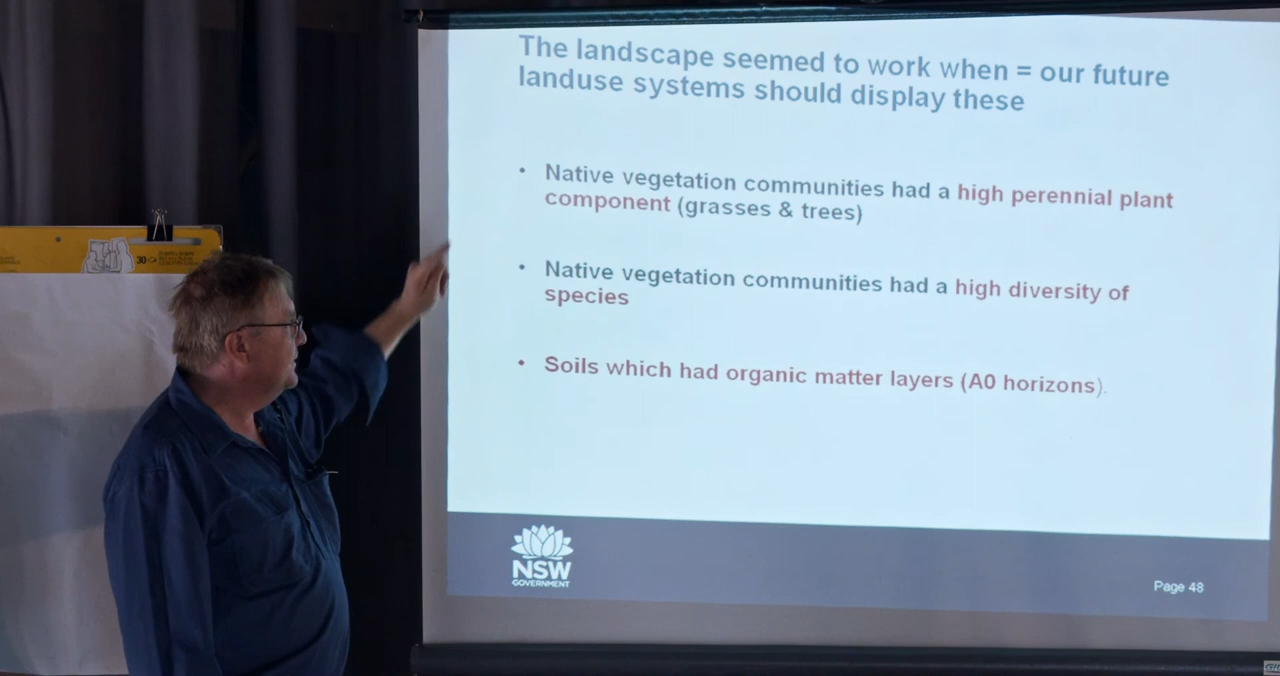 The landscape seemed to work when = our future
landuse systems should display these
• Native vegetation communities had a high perennial plant
component (grasses & trees)
• Native vegetation communities had a high diversity of
species
• Soils which had organic matter layers (A0 horizons).
30
NSW
GOVERNMENT
Page 48